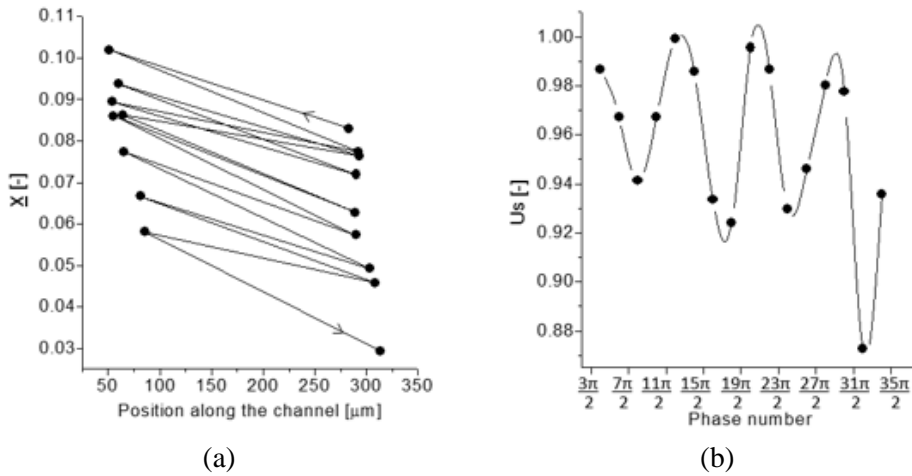 0.11
0.10
0.09
0.08
0.07
0.06
0.05
0.04
0.03
X [-]
50 100 150 200 250 300 350
Position along the channel [µm]
(a)
1.00
0.98
0.96
0.94
0.92
0.90
0.88
Us [-]
3π/2 7π/2 11π/2 15π/2 19π/2 23π/2 27π/2 31π/2 35π/2
Phase number
(b)